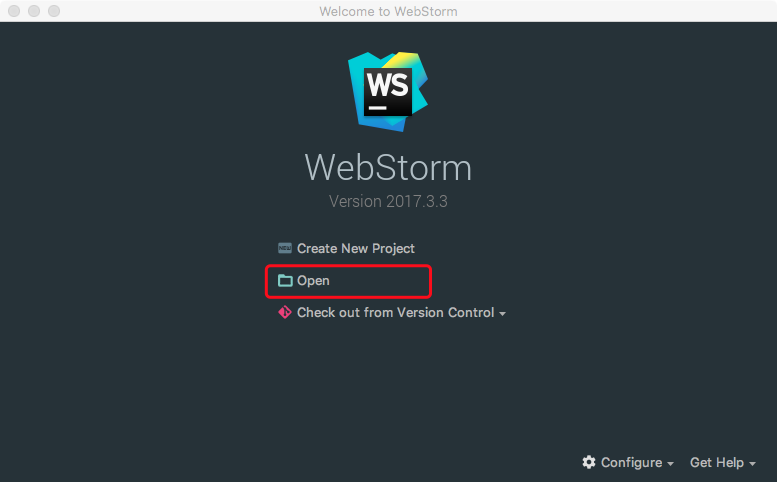 Welcome to WebStorm
WS
WebStorm
Version 2017.3.3
NEW Create New Project
Open
Check out from Version Control
Configure Get Help